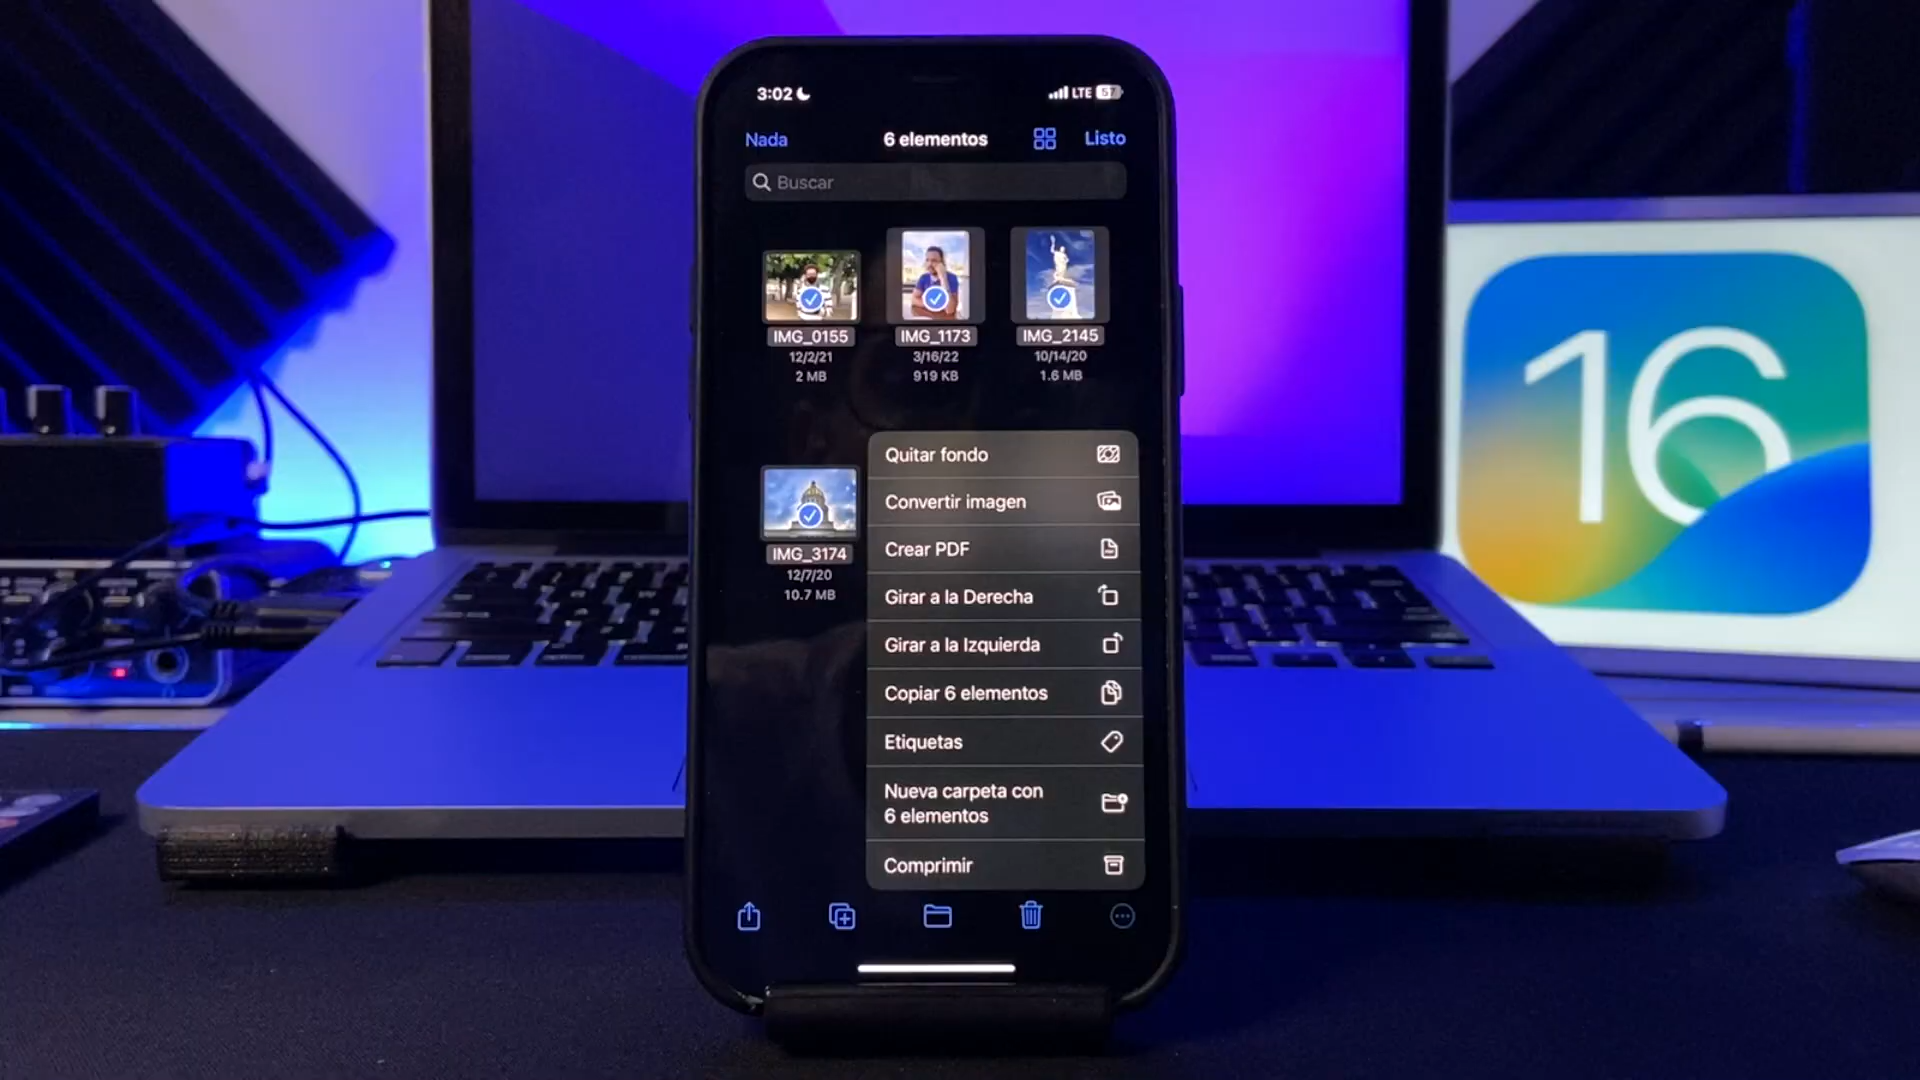 3:02 LTE 57
Nada 6 elementos Listo
Buscar
IMG_0155 IMG_1173 IMG_2145
12/2/21 3/16/22 10/14/20
2 MB 919 KB 1.6 MB
IMG_3174
12/7/20
10.7 MB
Quitar fondo
Convertir imagen
Crear PDF
Girar a la Derecha
Girar a la Izquierda
Copiar 6 elementos
Etiquetas
Nueva carpeta con
6 elementos
Comprimir
16